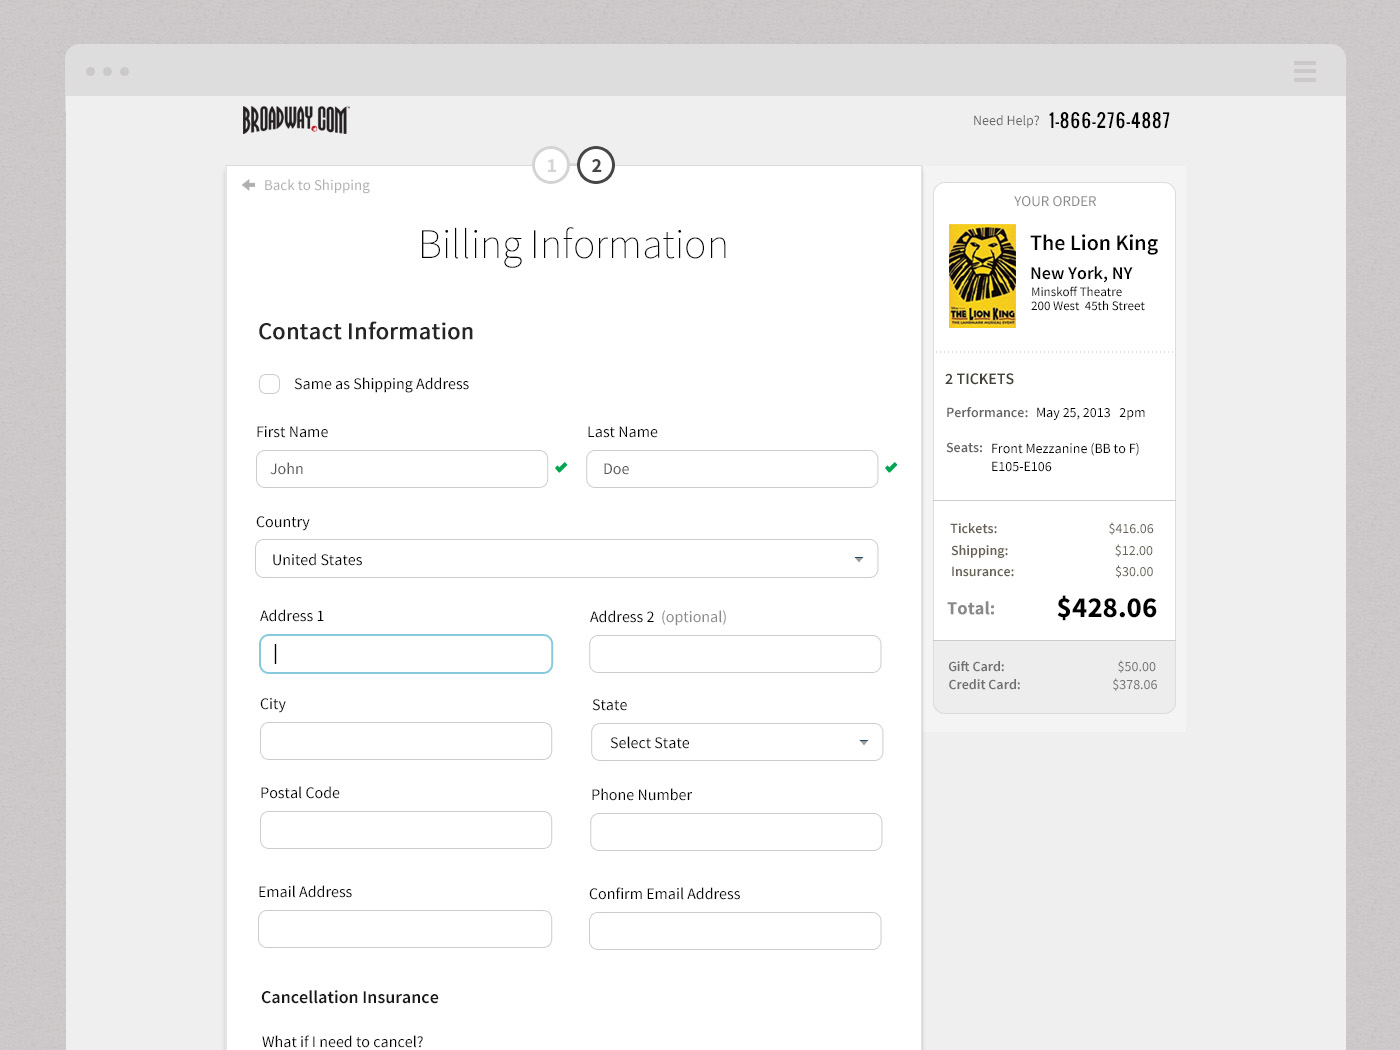 BROADWAY.COM
Need Help? 1-866-276-4887
1 2
Back to Shipping
Billing Information
Contact Information
Same as Shipping Address
First Name
Last Name
John
Doe
Country
United States
Address 1
Address 2 (optional)
City
State
Select State
Postal Code
Phone Number
Email Address
Confirm Email Address
Cancellation Insurance
What if I need to cancel?
YOUR ORDER
THE LION KING
THE LANDMARK MUSICAL EVENT
The Lion King
New York, NY
Minskoff Theatre
200 West 45th Street
2 TICKETS
Performance: May 25, 2013 2pm
Seats: Front Mezzanine (BB to F)
E105-E106
Tickets: $416.06
Shipping: $12.00
Insurance: $30.00
Total: $428.06
Gift Card: $50.00
Credit Card: $378.06